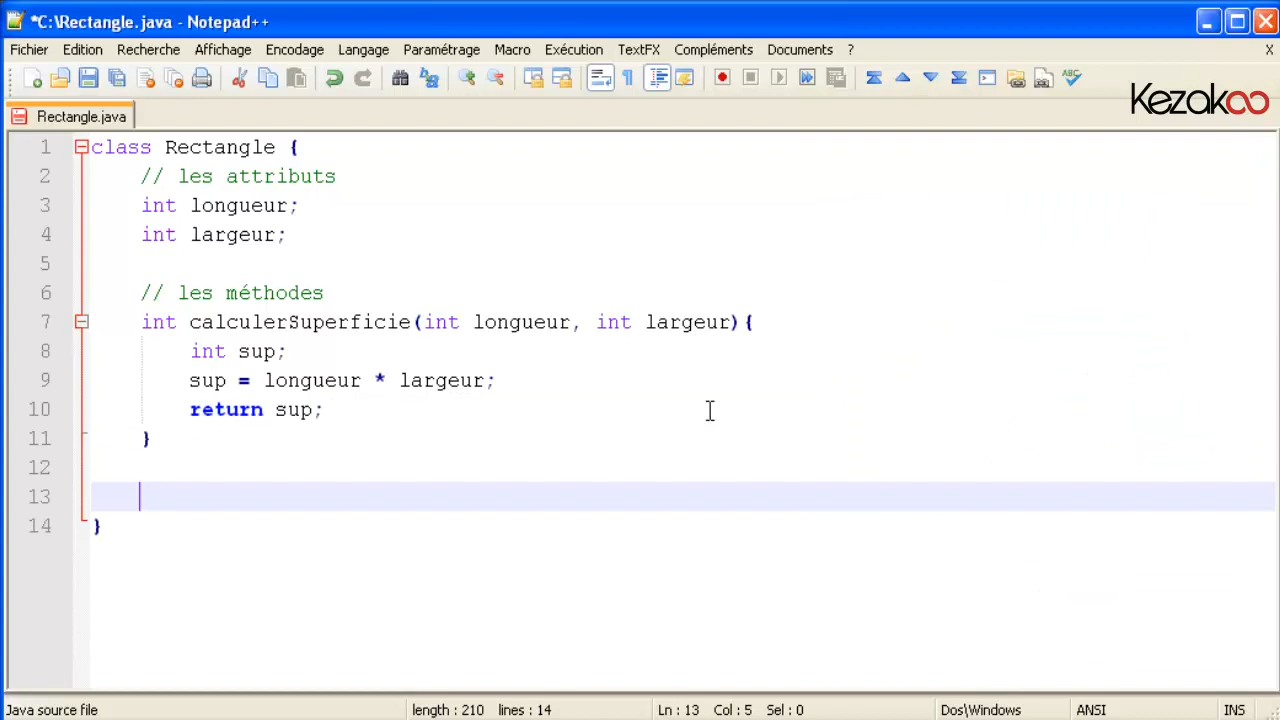 *C:\Rectangle.java - Notepad++
Fichier Edition Recherche Affichage Encodage Langage Paramétrage Macro Exécution TextFX Compléments Documents ? X
Kezakoo
Rectangle.java
1 class Rectangle {
2 // les attributs
3 int longueur;
4 int largeur;
5
6 // les méthodes
7 int calculerSuperficie(int longueur, int largeur){
8 int sup;
9 sup = longueur * largeur;
10 return sup;
11 }
12
13
14 }
Java source file length : 210 lines : 14 Ln : 13 Col : 5 Sel : 0 Dos\Windows ANSI INS